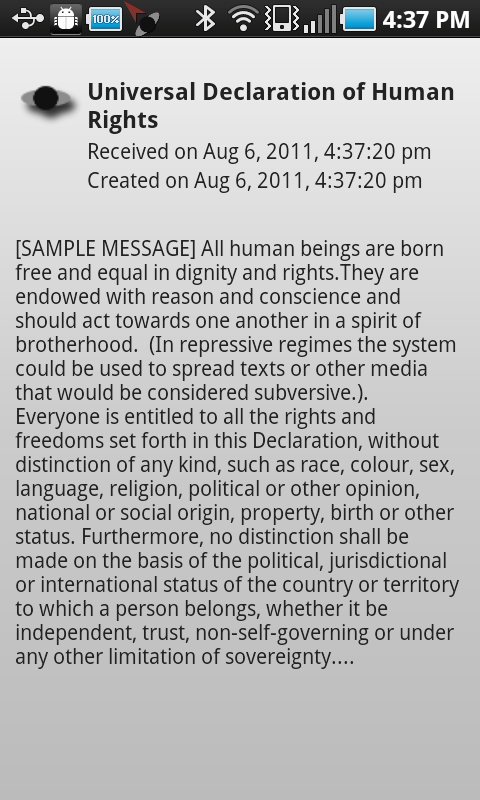 100%
4:37 PM
Universal Declaration of Human
Rights
Received on Aug 6, 2011, 4:37:20 pm
Created on Aug 6, 2011, 4:37:20 pm
[SAMPLE MESSAGE] All human beings are born
free and equal in dignity and rights.They are
endowed with reason and conscience and
should act towards one another in a spirit of
brotherhood.  (In repressive regimes the system
could be used to spread texts or other media
that would be considered subversive.).
Everyone is entitled to all the rights and
freedoms set forth in this Declaration, without
distinction of any kind, such as race, colour, sex,
language, religion, political or other opinion,
national or social origin, property, birth or other
status. Furthermore, no distinction shall be
made on the basis of the political, jurisdictional
or international status of the country or territory
to which a person belongs, whether it be
independent, trust, non-self-governing or under
any other limitation of sovereignty....